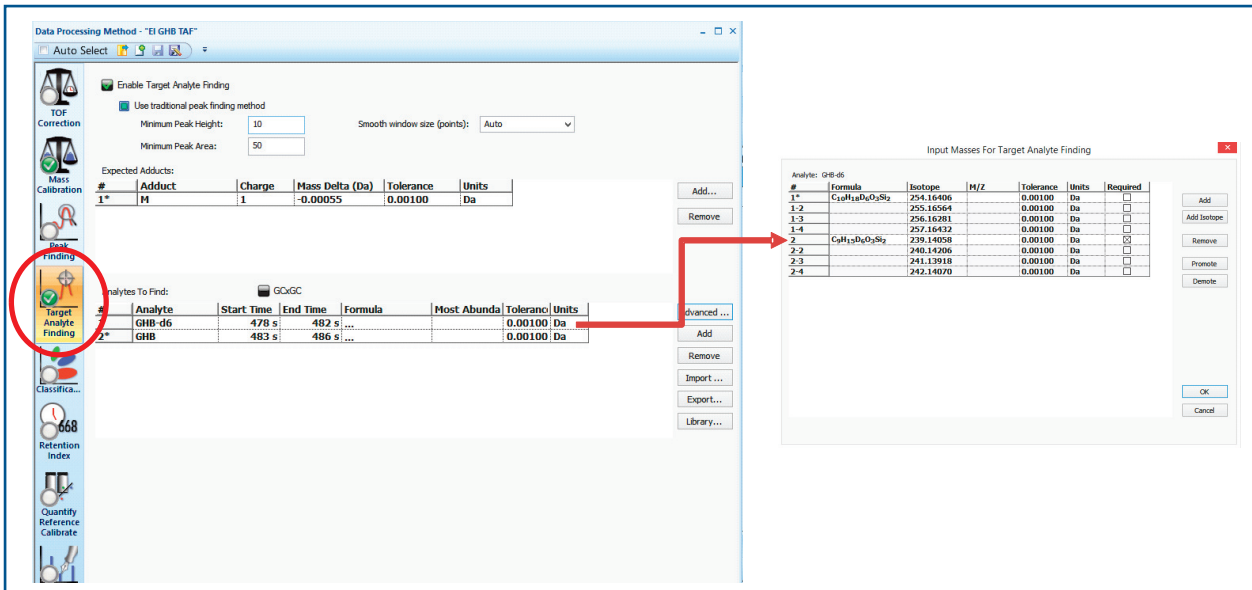 Data Processing Method - "EI GHB TAF"
Auto Select
TOF
Correction
Mass
Calibration
Peak
Finding
Target
Analyte
Finding
Classifica...
668
Retention
Index
Quantify
Reference
Calibrate
Enable Target Analyte Finding
Use traditional peak finding method
Minimum Peak Height: 10 Smooth window size (points): Auto
Minimum Peak Area: 50
Expected Adducts:
# Adduct Charge Mass Delta (Da) Tolerance Units
1* M 1 -0.00055 0.00100 Da
Add...
Remove
Analytes To Find: GCxGC
# Analyte Start Time End Time Formula Most Abunda Toleranc Units
GHB-d6 478 s 482 s ... 0.00100 Da
2* GHB 483 s 486 s ... 0.00100 Da
Advanced ...
Add
Remove
Import ...
Export...
Library...
Input Masses For Target Analyte Finding
Analyte: GHB-d6
# Formula Isotope M/Z Tolerance Units Required
1* C₁₀H₁₈D₆O₃Si₂ 254.16406 0.00100 Da
1-2 255.16564 0.00100 Da
1-3 256.16281 0.00100 Da
1-4 257.16432 0.00100 Da
2 C₉H₁₅D₆O₃Si₂ 239.14058 0.00100 Da
2-2 240.14206 0.00100 Da
2-3 241.13918 0.00100 Da
2-4 242.14070 0.00100 Da
Add
Add Isotope
Remove
Promote
Demote
OK
Cancel